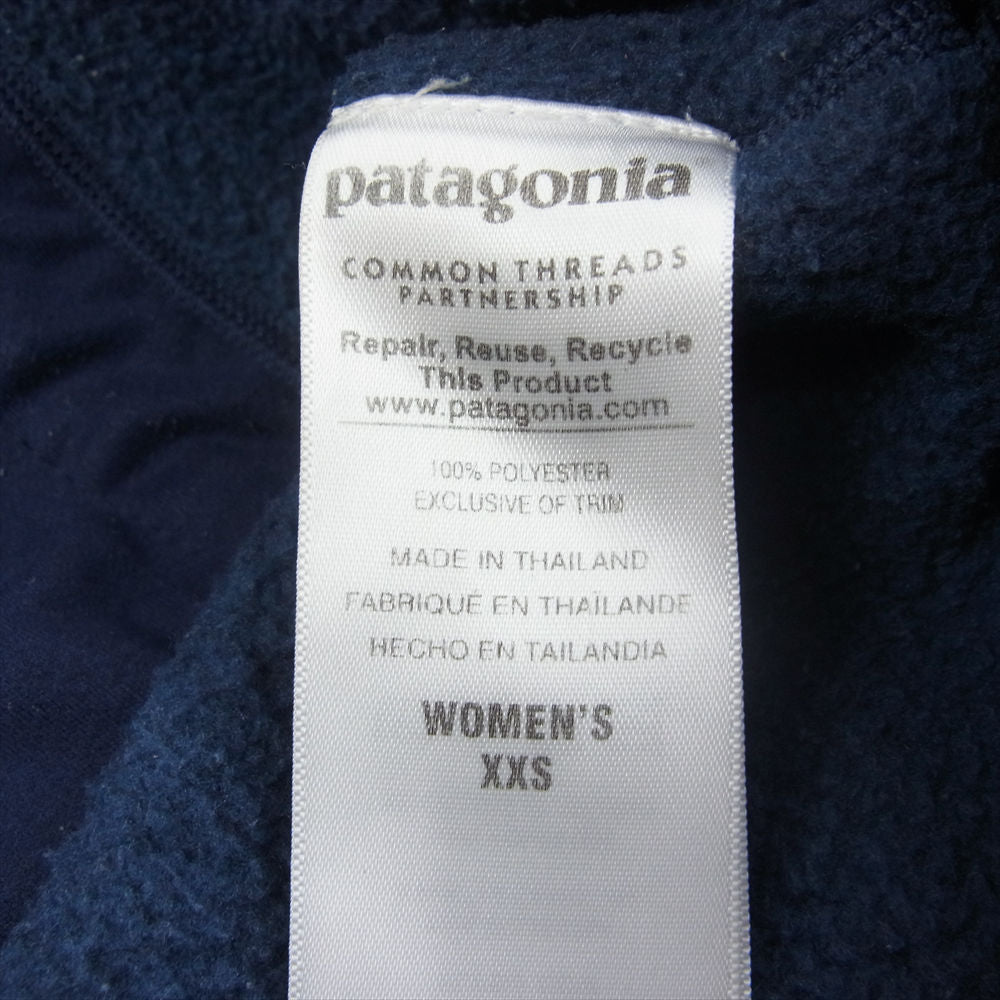 patagonia
COMMON THREADS
PARTNERSHIP
Repair, Reuse, Recycle
This Product
www.patagonia.com
100% POLYESTER
EXCLUSIVE OF TRIM
MADE IN THAILAND
FABRIQUÉ EN THAÏLANDE
HECHO EN TAILANDIA
WOMEN'S
XXS